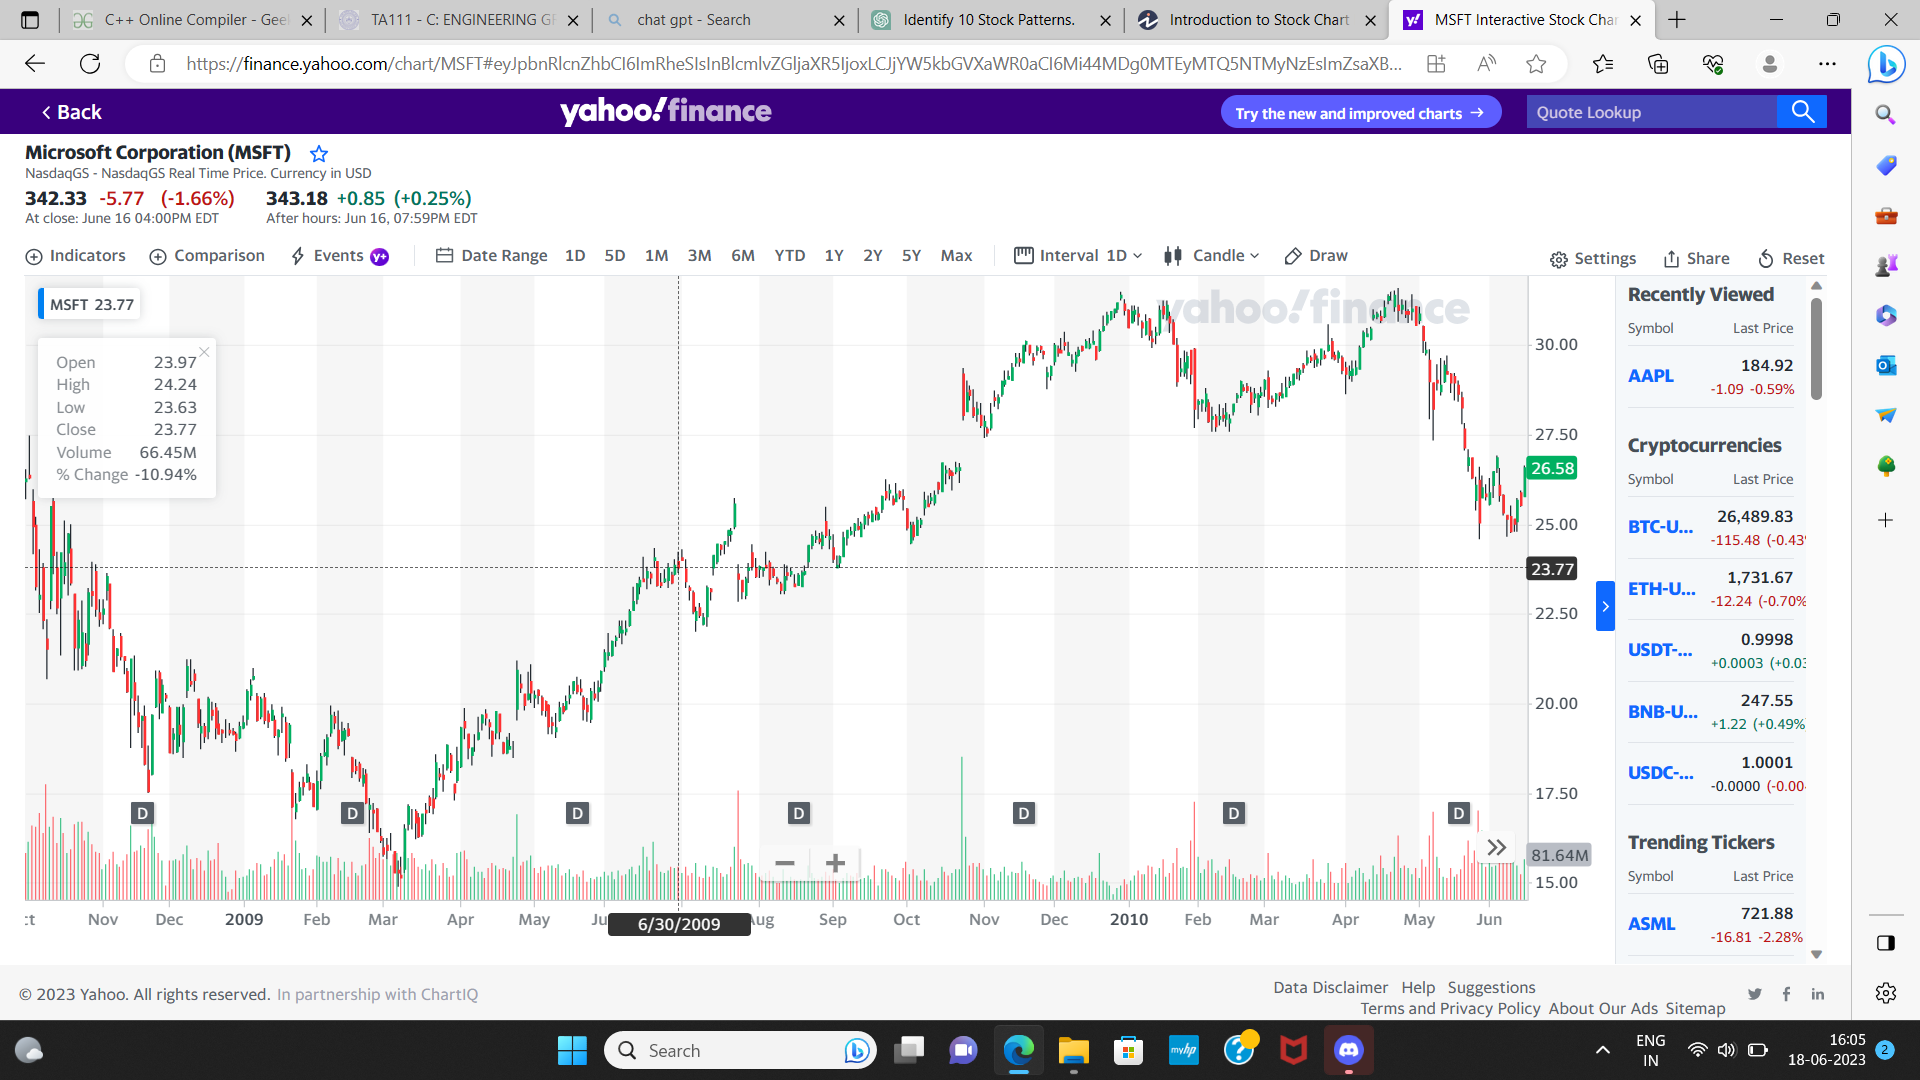 C++ Online Compiler - Gee
TA111 - C: ENGINEERING GR
chat gpt - Search
Identify 10 Stock Patterns.
Introduction to Stock Chart
MSFT Interactive Stock Char
https://finance.yahoo.com/chart/MSFT#
Back
yahoo!finance
Try the new and improved charts →
Quote Lookup
Microsoft Corporation (MSFT)
NasdaqGS - NasdaqGS Real Time Price. Currency in USD
342.33 -5.77 (-1.66%) 343.18 +0.85 (+0.25%)
At close: June 16 04:00PM EDT After hours: Jun 16, 07:59PM EDT
Indicators Comparison Events y+ Date Range 1D 5D 1M 3M 6M YTD 1Y 2Y 5Y Max Interval 1D Candle Draw Settings Share Reset
MSFT 23.77
yahoo!finance
Open 23.97
High 24.24
Low 23.63
Close 23.77
Volume 66.45M
% Change -10.94%
30.00
27.50
26.58
25.00
23.77
22.50
20.00
17.50
81.64M
15.00
D D D D D D D
Nov Dec 2009 Feb Mar Apr May Ju 6/30/2009 Aug Sep Oct Nov Dec 2010 Feb Mar Apr May Jun
Recently Viewed
Symbol Last Price
AAPL 184.92
-1.09 -0.59%
Cryptocurrencies
Symbol Last Price
BTC-U... 26,489.83
-115.48 (-0.43
ETH-U... 1,731.67
-12.24 (-0.70%
USDT-... 0.9998
+0.0003 (+0.03
BNB-U... 247.55
+1.22 (+0.49%
USDC-... 1.0001
-0.0000 (-0.00
Trending Tickers
Symbol Last Price
ASML 721.88
-16.81 -2.28%
© 2023 Yahoo. All rights reserved. In partnership with ChartIQ
Data Disclaimer Help Suggestions
Terms and Privacy Policy About Our Ads Sitemap
Search
myhp
ENG
IN
16:05
18-06-2023
2